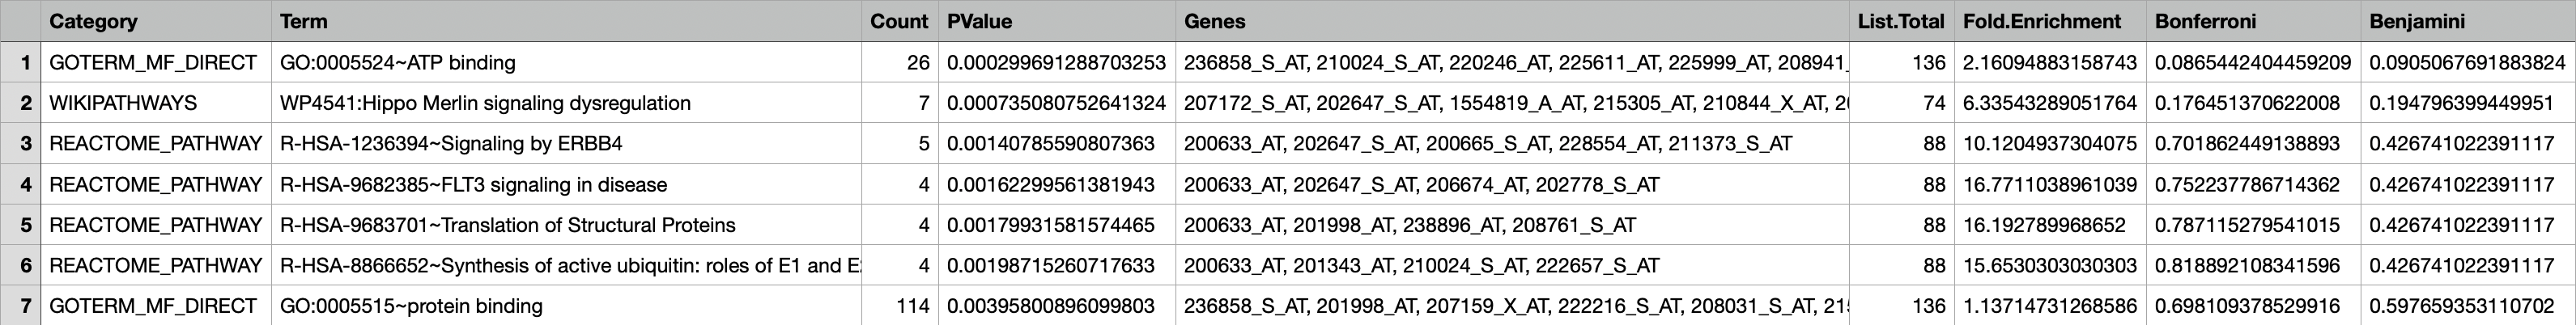 Category Term Count PValue Genes List.Total Fold.Enrichment Bonferroni Benjamini
1 GOTERM_MF_DIRECT GO:0005524~ATP binding 26 0.000299691288703253 236858_S_AT, 210024_S_AT, 220246_AT, 225611_AT, 225999_AT, 208941_ 136 2.16094883158743 0.0865442404459209 0.0905067691883824
2 WIKIPATHWAYS WP4541:Hippo Merlin signaling dysregulation 7 0.000735080752641324 207172_S_AT, 202647_S_AT, 1554819_A_AT, 215305_AT, 210844_X_AT, 20 74 6.33543289051764 0.176451370622008 0.194796399449951
3 REACTOME_PATHWAY R-HSA-1236394~Signaling by ERBB4 5 0.00140785590807363 200633_AT, 202647_S_AT, 200665_S_AT, 228554_AT, 211373_S_AT 88 10.1204937304075 0.701862449138893 0.426741022391117
4 REACTOME_PATHWAY R-HSA-9682385~FLT3 signaling in disease 4 0.00162299561381943 200633_AT, 202647_S_AT, 206674_AT, 202778_S_AT 88 16.7711038961039 0.752237786714362 0.426741022391117
5 REACTOME_PATHWAY R-HSA-9683701~Translation of Structural Proteins 4 0.00179931581574465 200633_AT, 201998_AT, 238896_AT, 208761_S_AT 88 16.192789968652 0.787115279541015 0.426741022391117
6 REACTOME_PATHWAY R-HSA-8866652~Synthesis of active ubiquitin: roles of E1 and E2 4 0.00198715260717633 200633_AT, 201343_AT, 210024_S_AT, 222657_S_AT 88 15.6530303030303 0.818892108341596 0.426741022391117
7 GOTERM_MF_DIRECT GO:0005515~protein binding 114 0.00395800896099803 236858_S_AT, 201998_AT, 207159_X_AT, 222216_S_AT, 208031_S_AT, 215 136 1.13714731268586 0.698109378529916 0.597659353110702